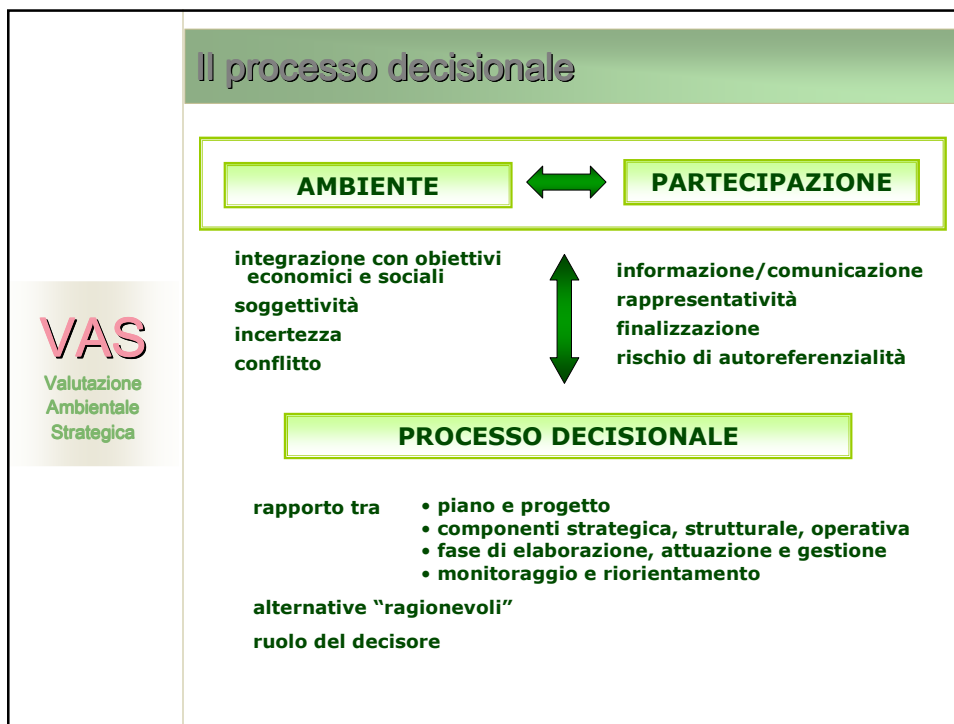 Il processo decisionale
AMBIENTE
PARTECIPAZIONE
integrazione con obiettivi
economici e sociali
soggettività
incertezza
conflitto
informazione/comunicazione
rappresentatività
finalizzazione
rischio di autoreferenzialità
VAS
Valutazione
Ambientale
Strategica
PROCESSO DECISIONALE
rapporto tra
• piano e progetto
• componenti strategica, strutturale, operativa
• fase di elaborazione, attuazione e gestione
• monitoraggio e riorientamento
alternative “ragionevoli”
ruolo del decisore